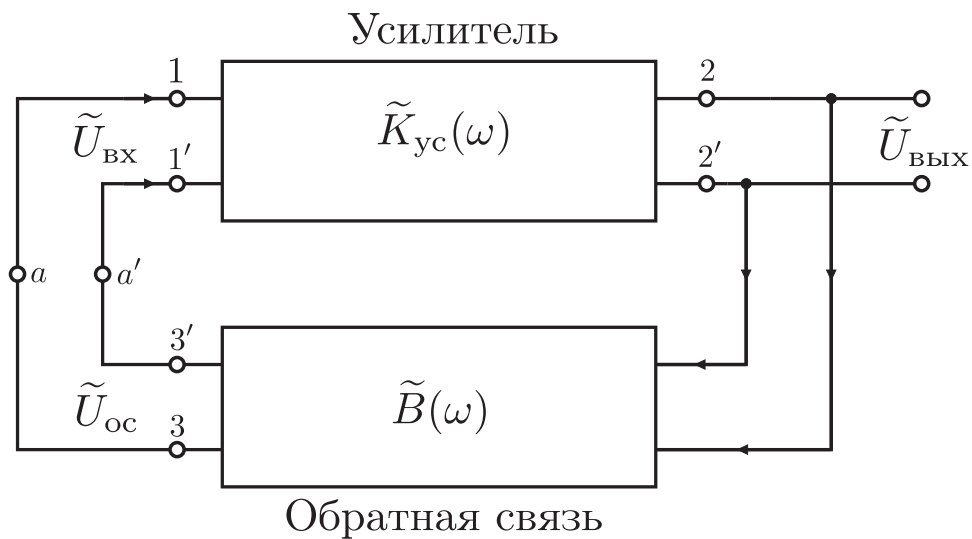 Усилитель
1
2
Ũвх
K̃ус(ω)
Ũвых
1′
2′
a
a′
3′
Ũос
B̃(ω)
3
Обратная связь